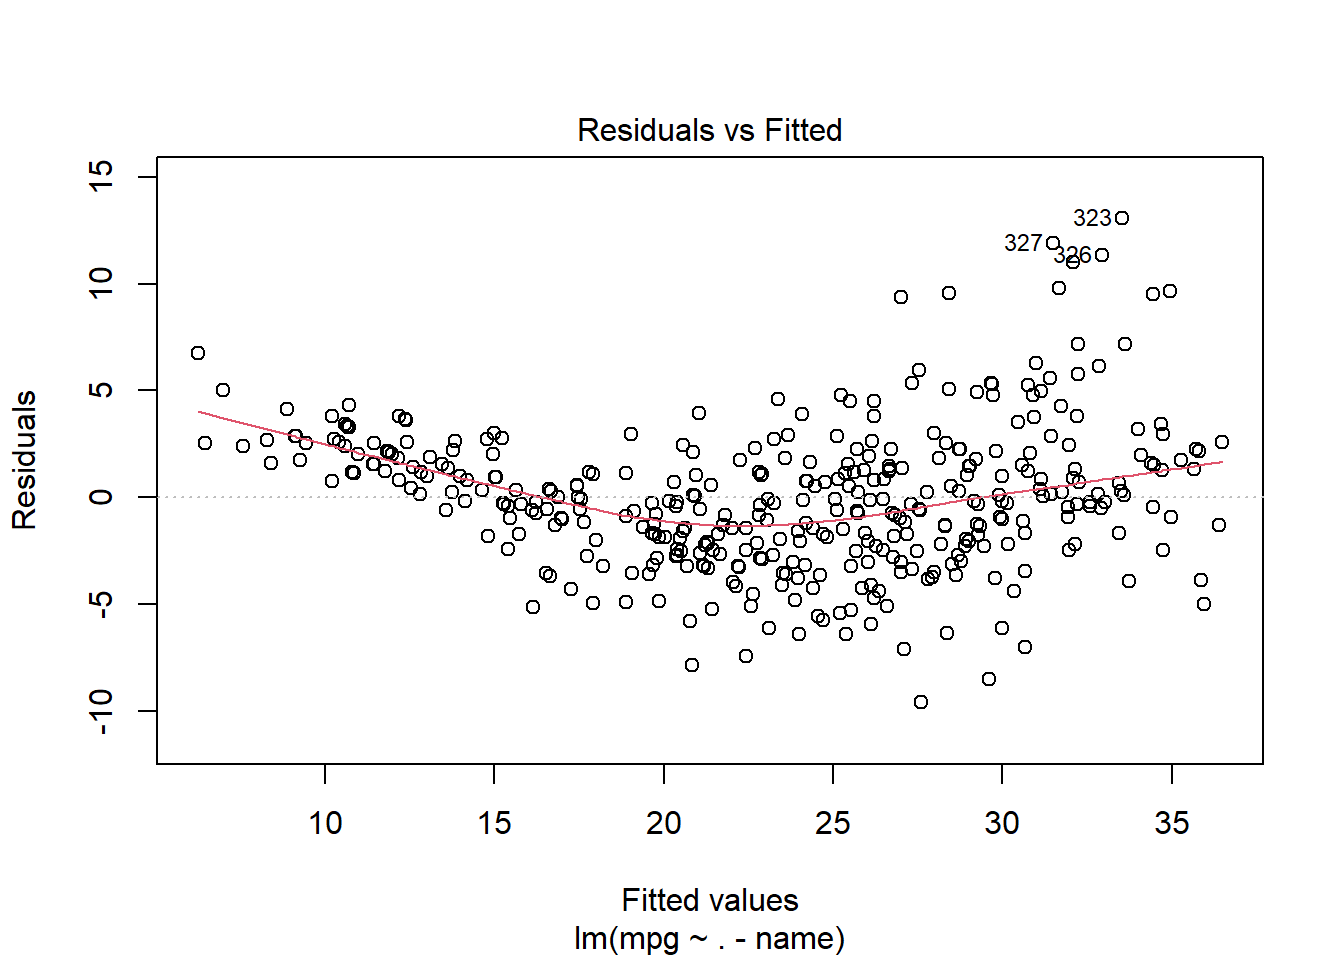 Residuals vs Fitted
Residuals
15
10
5
0
-5
-10
323
327
326
10 15 20 25 30 35
Fitted values
lm(mpg ~ . - name)